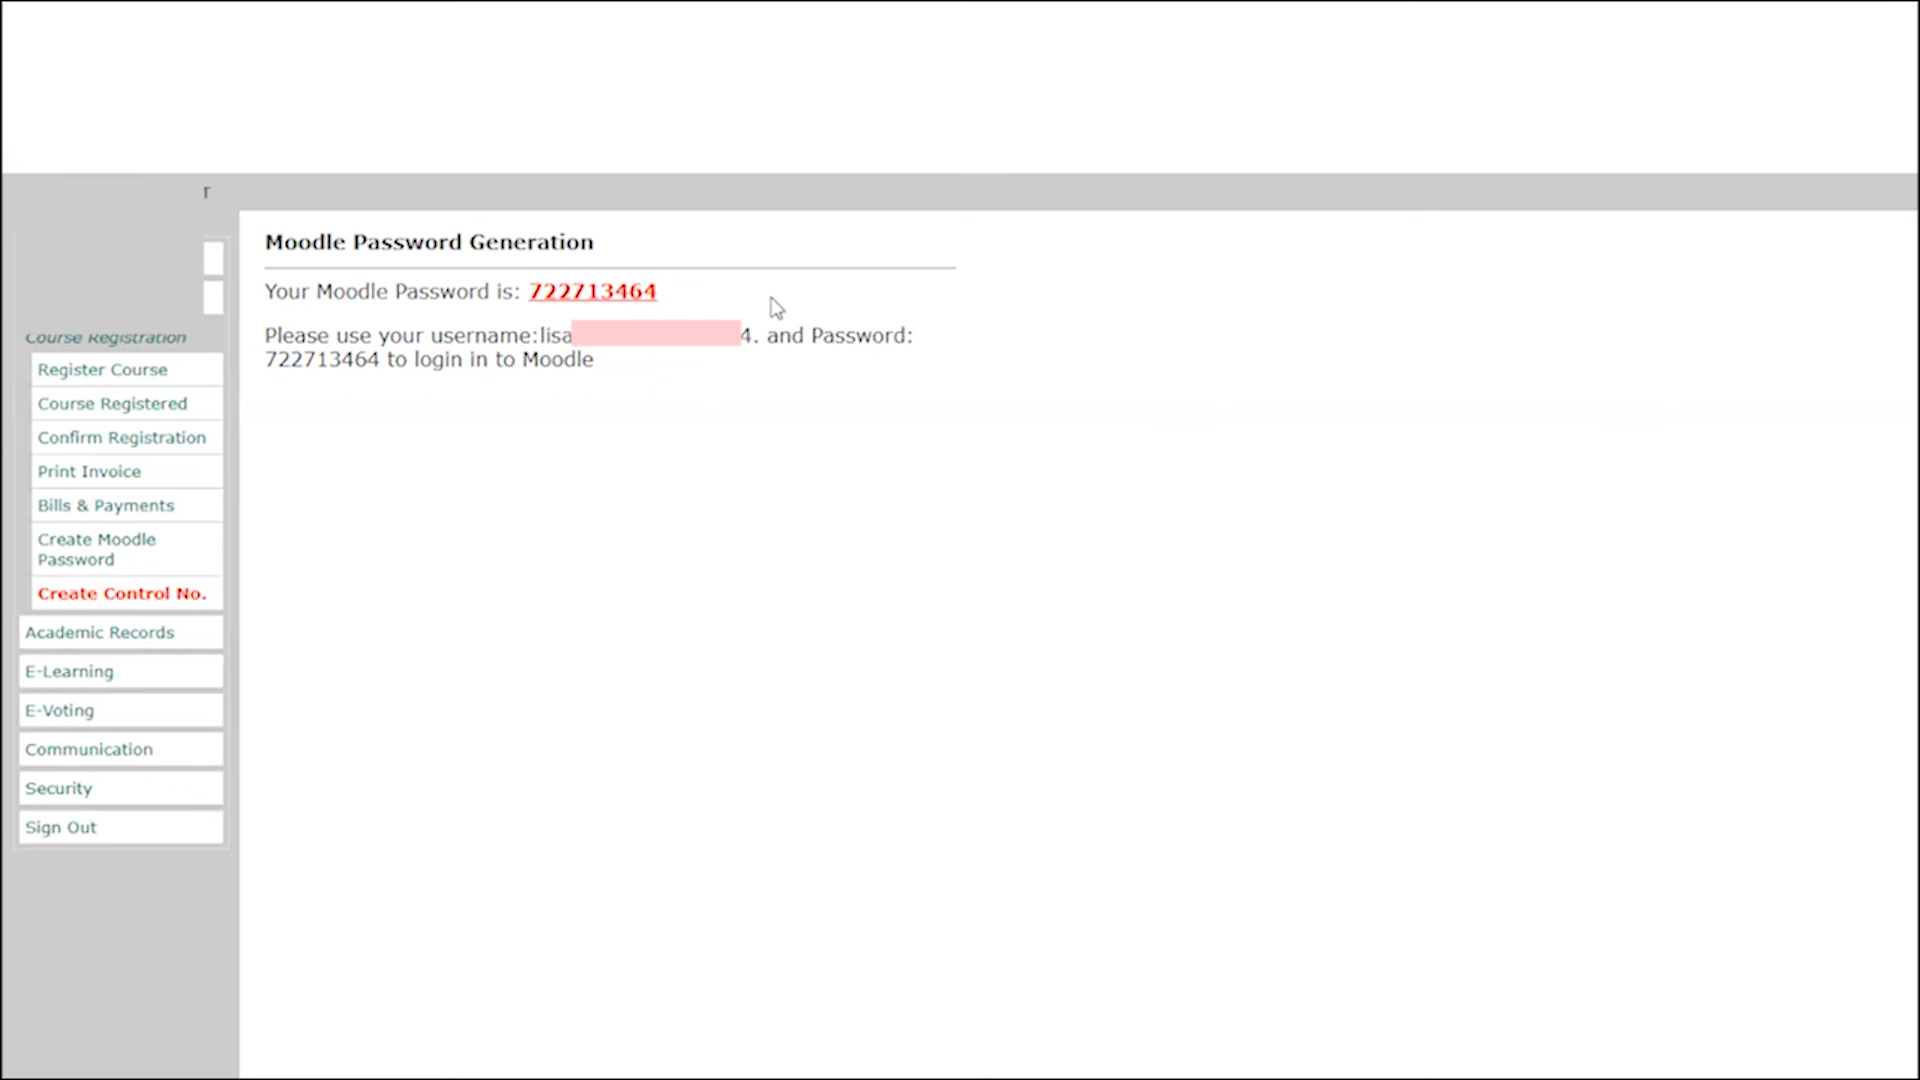 r
Moodle Password Generation
Your Moodle Password is: 722713464
Please use your username:lisa 4. and Password:
722713464 to login in to Moodle
Course Registration
Register Course
Course Registered
Confirm Registration
Print Invoice
Bills & Payments
Create Moodle
Password
Create Control No.
Academic Records
E-Learning
E-Voting
Communication
Security
Sign Out